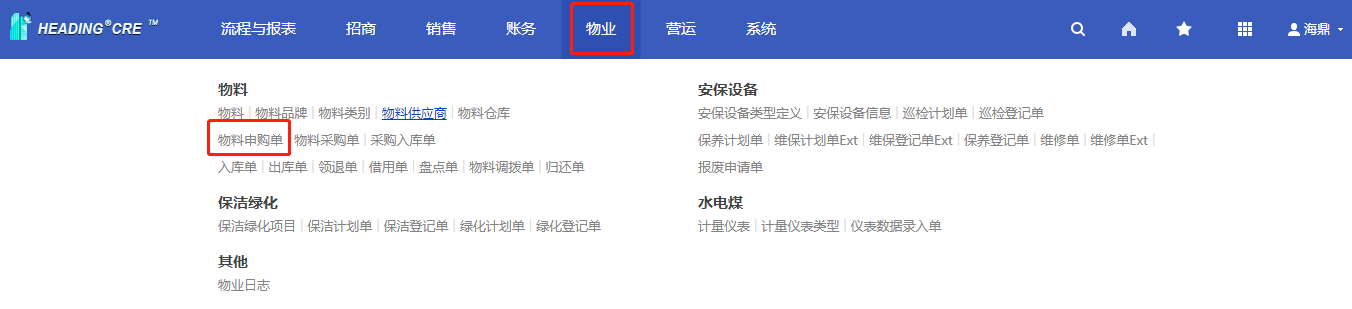 HEADING®CRE ™ 流程与报表 招商 销售 账务 物业 营运 系统 海鼎
物料
物料 | 物料品牌 | 物料类别 | 物料供应商 | 物料仓库
物料申购单 | 物料采购单 | 采购入库单
入库单 | 出库单 | 领退单 | 借用单 | 盘点单 | 物料调拨单 | 归还单
保洁绿化
保洁绿化项目 | 保洁计划单 | 保洁登记单 | 绿化计划单 | 绿化登记单
其他
物业日志
安保设备
安保设备类型定义 | 安保设备信息 | 巡检计划单 | 巡检登记单
保养计划单 | 维保计划单Ext | 维保登记单Ext | 保养登记单 | 维修单 | 维修单Ext |
报废申请单
水电煤
计量仪表 | 计量仪表类型 | 仪表数据录入单